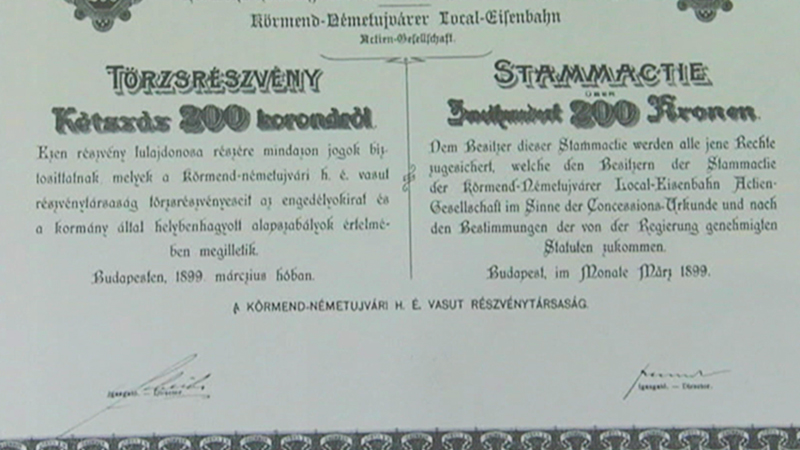 Körmend-Németujvárer Local-Eisenbahn
Actien-Gesellschaft.
TÖRZSRÉSZVÉNY
Kétszáz 200 koronáról.
Ezen részvény tulajdonosa részére mindazon jogok biz-
tosittatnak, melyek a Körmend-németujvári h. é. vasut
részvénytársaság törzsrészvényeseit az engedélyokirat és
a kormány által helybenhagyott alapszabályok értelmé-
ben megilletik.
Budapesten, 1899. márczius hóban.
STAMMACTIE
ÜBER
Zweihundert 200 Kronen.
Dem Besitzer dieser Stammactie werden alle jene Rechte
zugesichert, welche den Besitzern der Stammactie
der Körmend-Németujvárer Local-Eisenbahn Actien-
Gesellschaft im Sinne der Concessions-Urkunde und nach
den Bestimmungen der von der Regierung genehmigten
Statuten zukommen.
Budapest, im Monate März 1899.
A KÖRMEND-NÉMETUJVÁRI H. É. VASUT RÉSZVÉNYTÁRSASÁG.
Igazgató. — Director.
Igazgató. — Director.